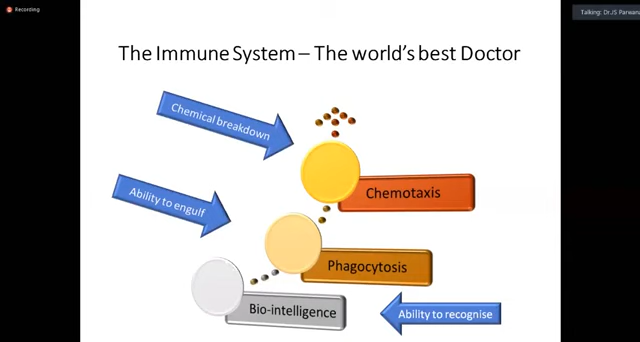 Recording
Talking: Dr.JS Parwana
The Immune System – The world's best Doctor
Chemical breakdown
Chemotaxis
Ability to engulf
Phagocytosis
Bio-intelligence
Ability to recognise